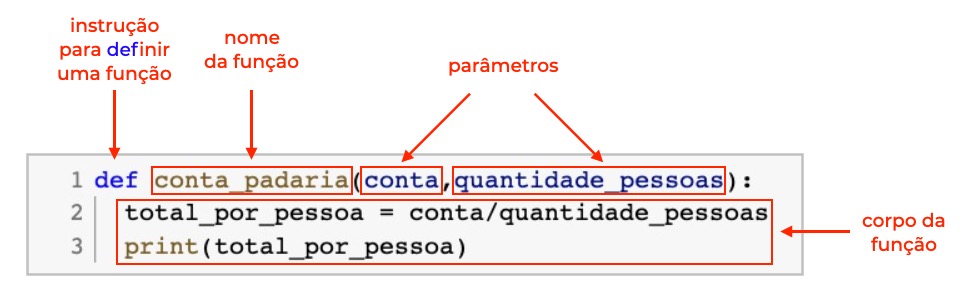 instrução
para definir
uma função
nome
da função
parâmetros
1 def conta_padaria(conta,quantidade_pessoas):
2 total_por_pessoa = conta/quantidade_pessoas
3 print(total_por_pessoa)
corpo da
função